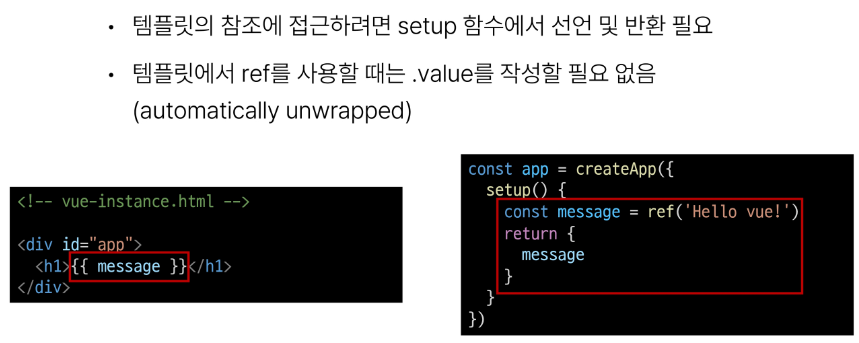 • 템플릿의 참조에 접근하려면 setup 함수에서 선언 및 반환 필요
• 템플릿에서 ref를 사용할 때는 .value를 작성할 필요 없음
(automatically unwrapped)
<!-- vue-instance.html -->
<div id="app">
  <h1>{{ message }}</h1>
</div>
const app = createApp({
  setup() {
    const message = ref('Hello vue!')
    return {
      message
    }
  }
})